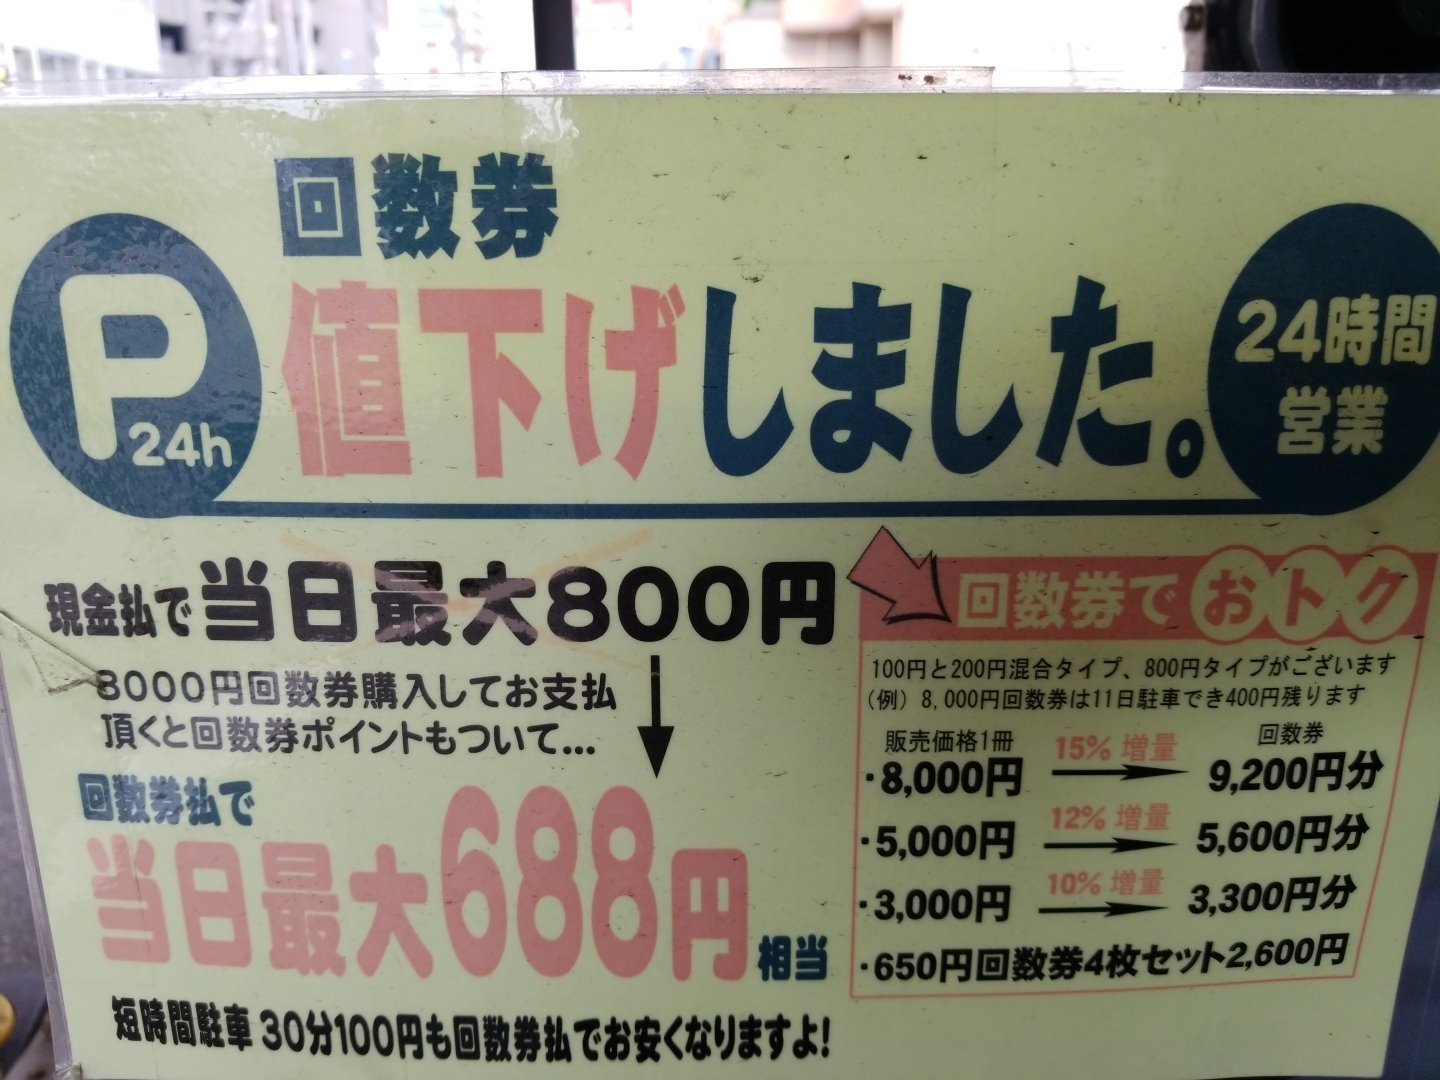 回数券
値下げしました。
P
24h
24時間
営業
現金払で当日最大800円
8000円回数券購入してお支払
頂くと回数券ポイントもついて...
回数券払で
当日最大688円相当
短時間駐車 30分100円も回数券払でお安くなりますよ!
回数券でおトク
100円と200円混合タイプ、800円タイプがございます
(例) 8,000円回数券は11日駐車でき400円残ります
販売価格1冊 回数券
・8,000円 15% 増量 9,200円分
・5,000円 12% 増量 5,600円分
・3,000円 10% 増量 3,300円分
・650円回数券4枚セット2,600円